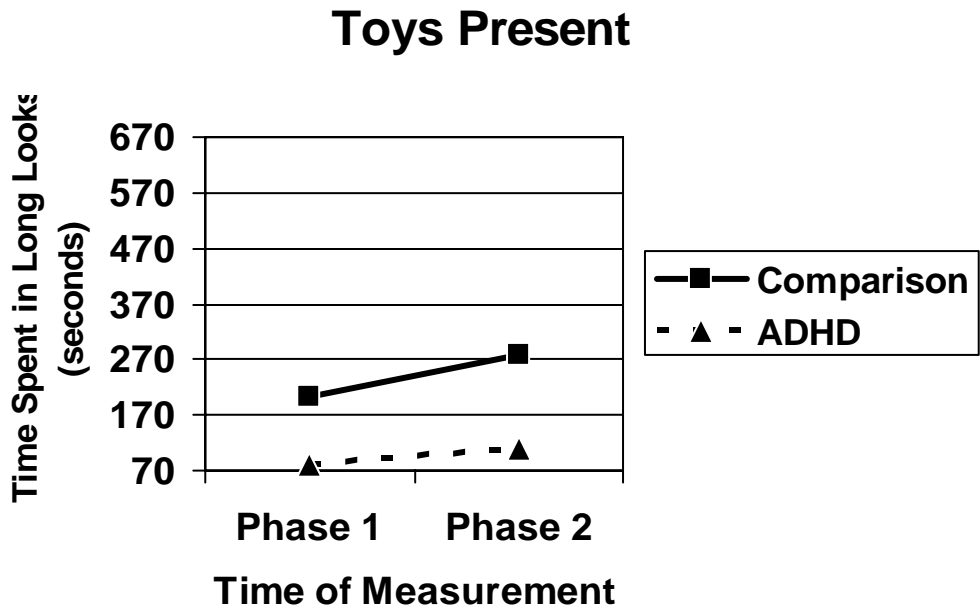 Toys Present
Time Spent in Long Looks
(seconds)
670
570
470
370
270
170
70
Phase 1 Phase 2
Time of Measurement
Comparison
ADHD